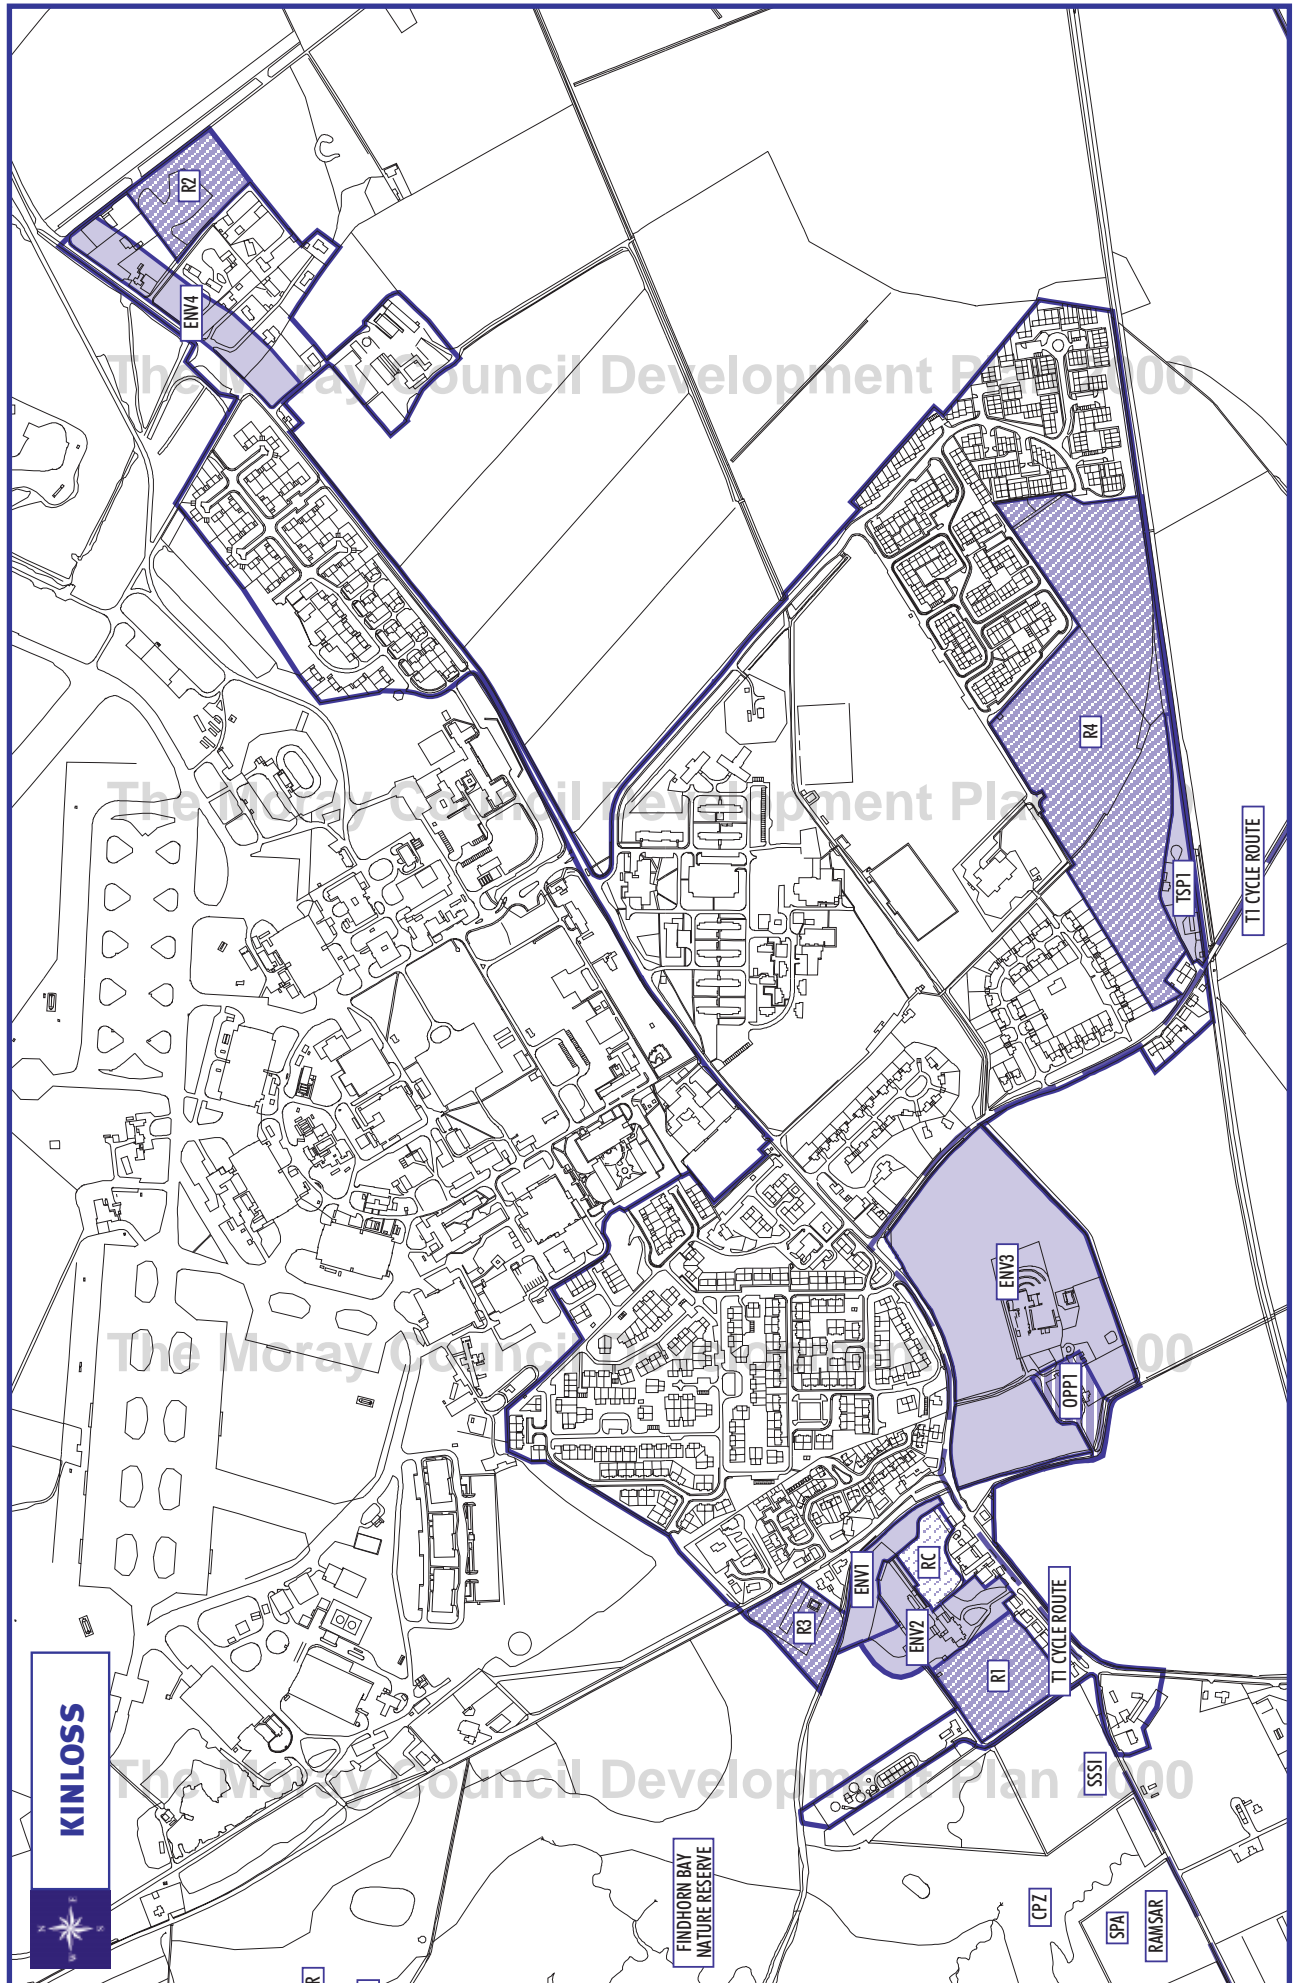 KINLOSS
N
E
S
W
R2
ENV4
The Moray Council Development Plan 2000
R4
The Moray Council Development Pla
TSP1
T1 CYCLE ROUTE
ENV3
The Moray Council Development Plan 2000
OPP1
RC
ENV1
R3
ENV2
R1
T1 CYCLE ROUTE
SSSI
The Moray Council Development Plan 2000
FINDHORN BAY
NATURE RESERVE
CPZ
SPA
RAMSAR
R